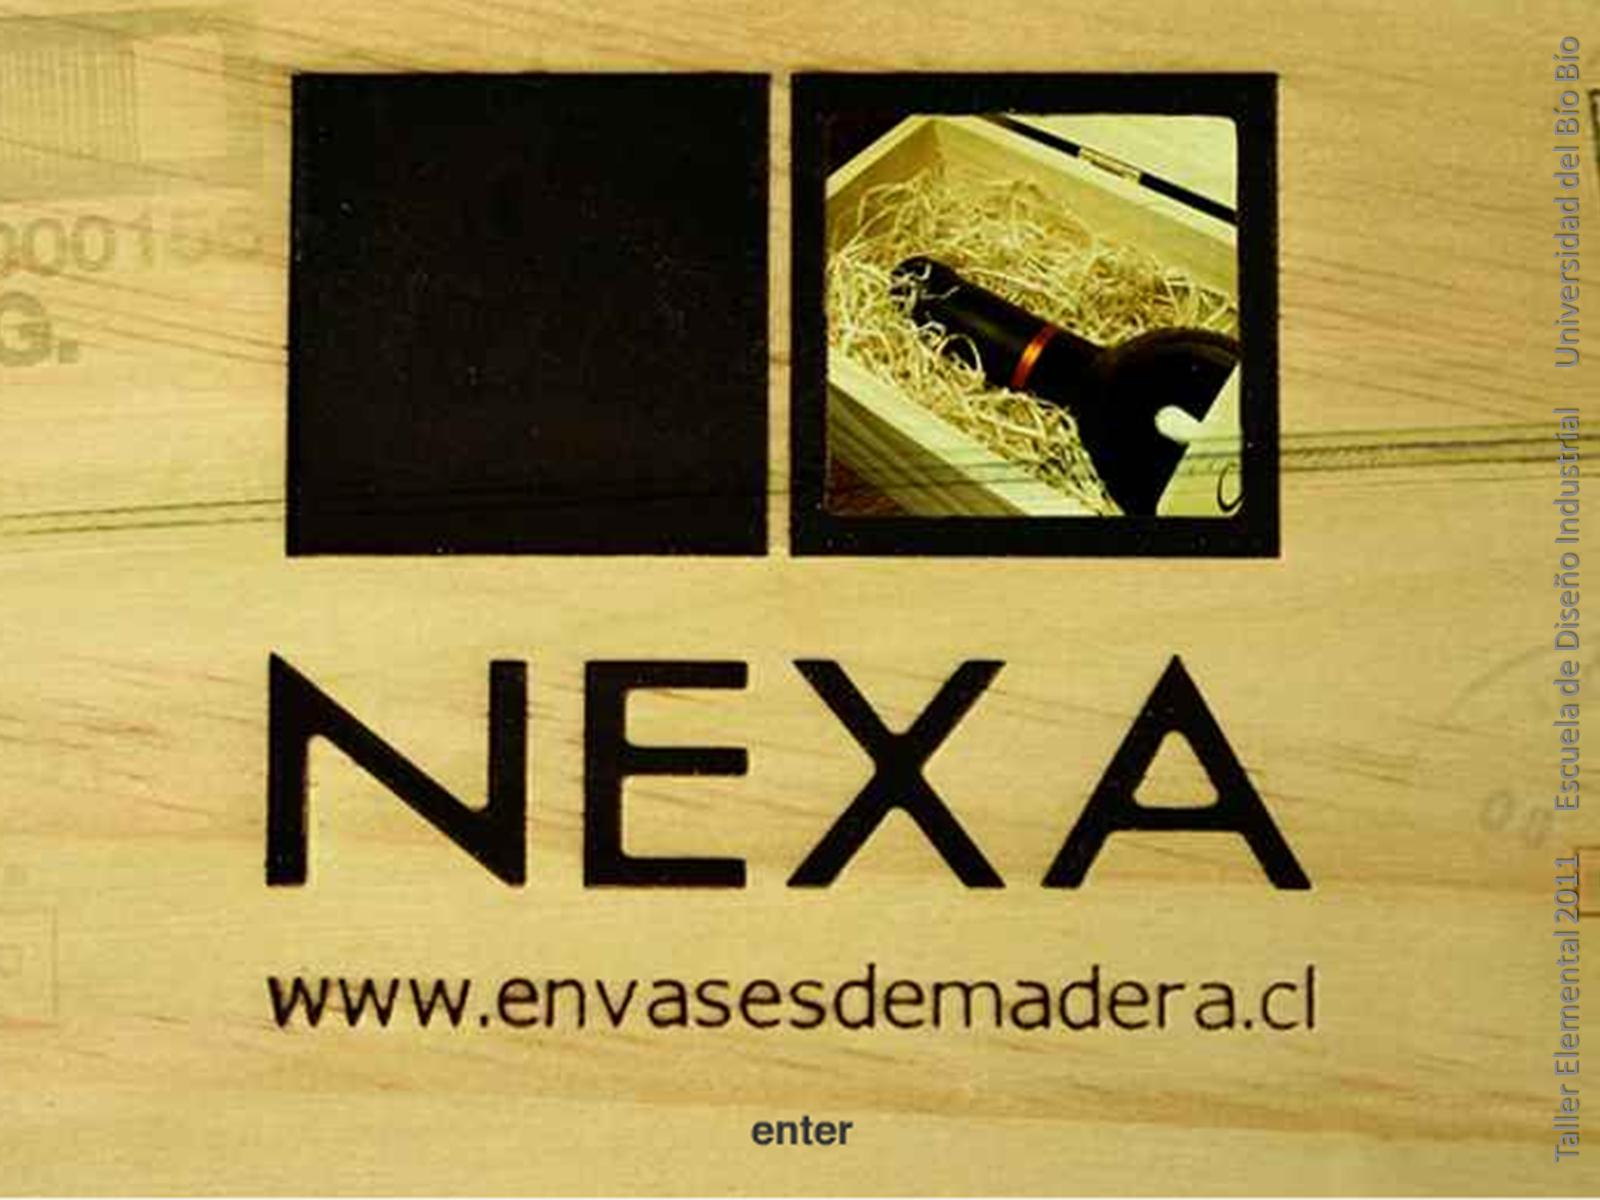 NEXA
www.envasesdemadera.cl
enter
Taller Elemental 2011 Escuela de Diseño Industrial Universidad del Bío Bío
G.